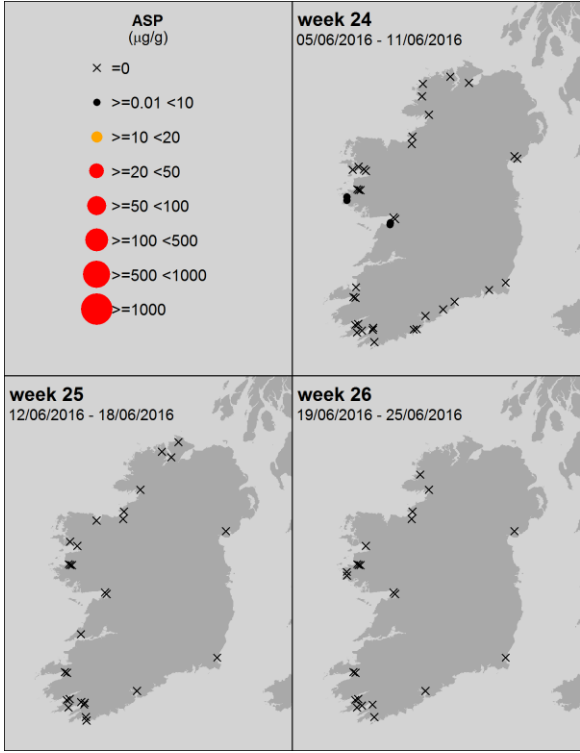 ASP
(μg/g)
=0
>=0.01 <10
>=10 <20
>=20 <50
>=50 <100
>=100 <500
>=500 <1000
>=1000
week 24
05/06/2016 - 11/06/2016
week 25
12/06/2016 - 18/06/2016
week 26
19/06/2016 - 25/06/2016